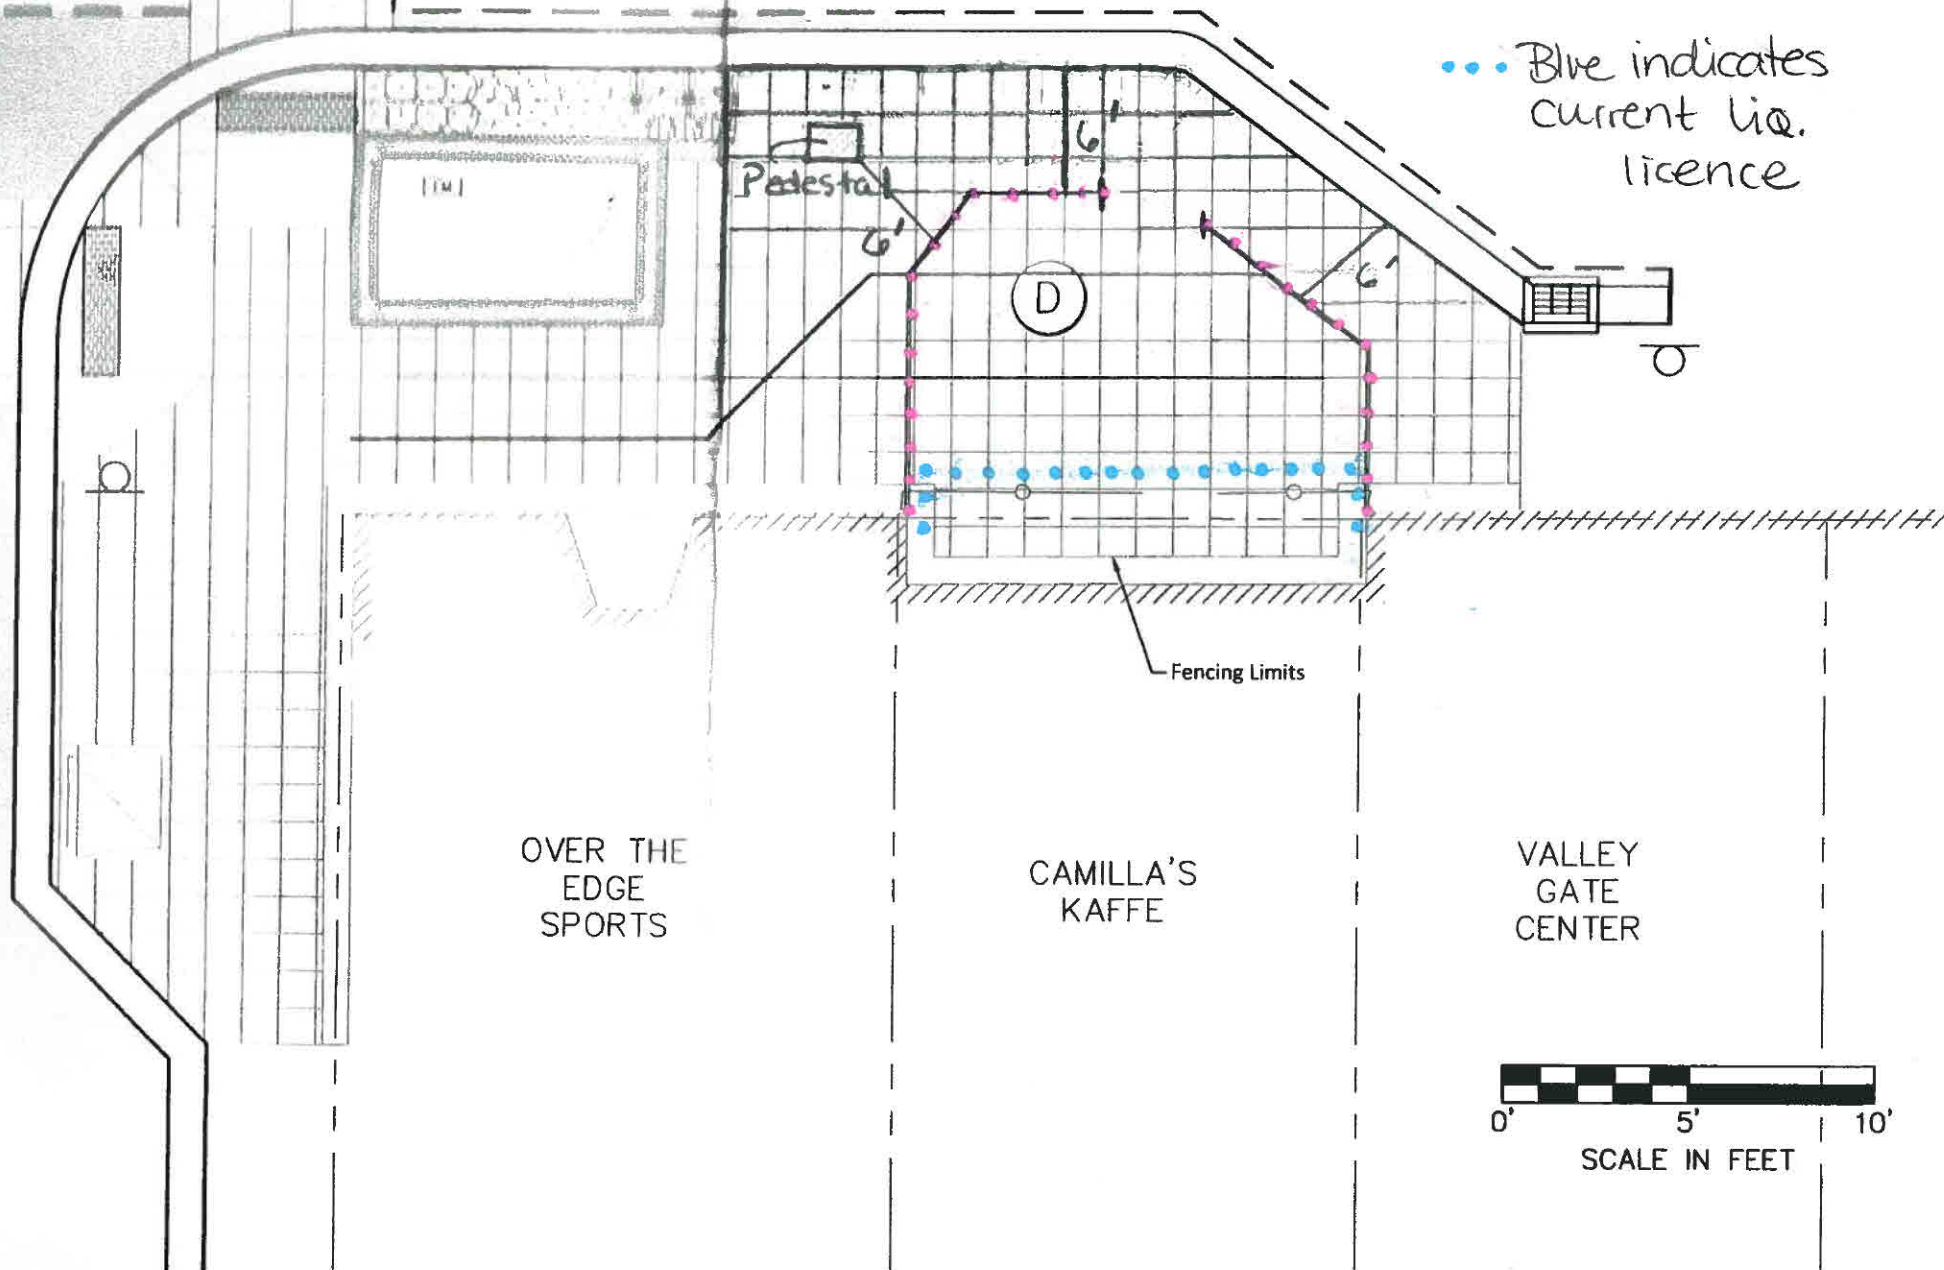 Blue indicates
current liq.
licence
6'
Pedestal
6'
6'
D
Fencing Limits
OVER THE
EDGE
SPORTS
CAMILLA'S
KAFFE
VALLEY
GATE
CENTER
0' 5' 10'
SCALE IN FEET